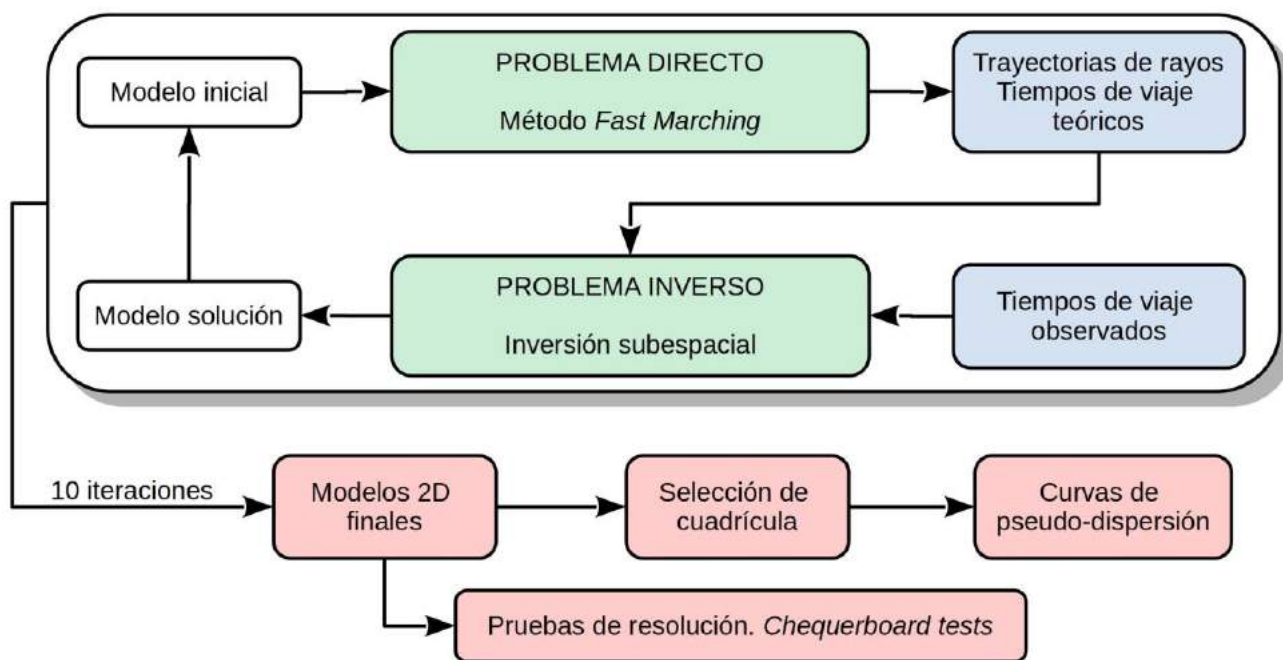 Modelo inicial
PROBLEMA DIRECTO
Método Fast Marching
Trayectorias de rayos
Tiempos de viaje
teóricos
Modelo solución
PROBLEMA INVERSO
Inversión subespacial
Tiempos de viaje
observados
10 iteraciones
Modelos 2D
finales
Selección de
cuadrícula
Curvas de
pseudo-dispersión
Pruebas de resolución. Chequerboard tests